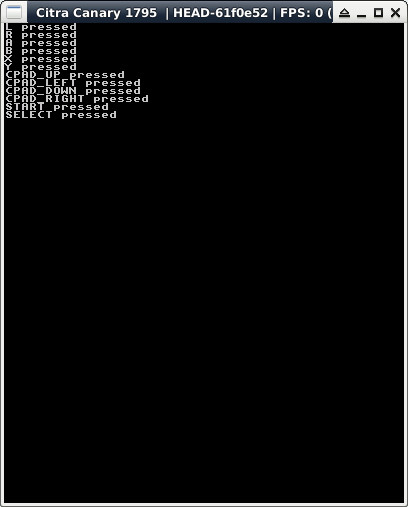 Citra Canary 1795 | HEAD-61f0e52 | FPS: 0 (
L pressed
R pressed
A pressed
B pressed
X pressed
Y pressed
CPAD_UP pressed
CPAD_LEFT pressed
CPAD_DOWN pressed
CPAD_RIGHT pressed
START pressed
SELECT pressed